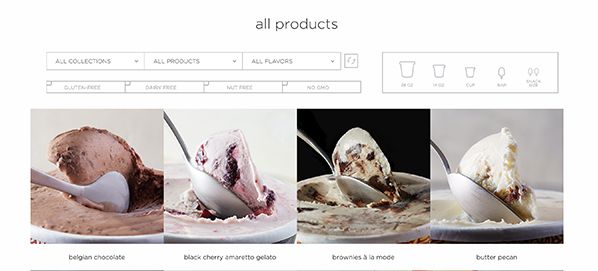 all products
ALL COLLECTIONS
ALL PRODUCTS
ALL FLAVORS
GLUTEN-FREE
DAIRY FREE
NUT FREE
NO GMO
28 OZ
14 OZ
CUP
BAR
SNACK
SIZE
belgian chocolate
black cherry amaretto gelato
brownies à la mode
butter pecan